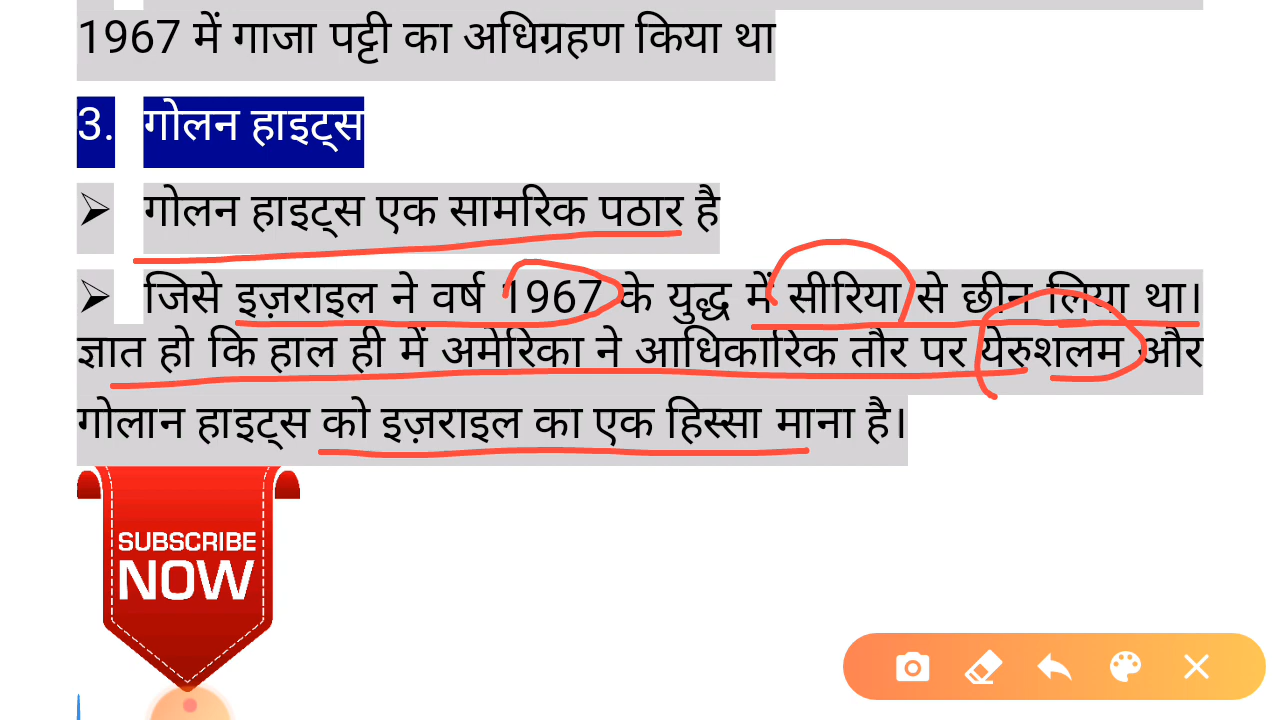 1967 में गाजा पट्टी का अधिग्रहण किया था
3. गोलन हाइट्स
➢ गोलन हाइट्स एक सामरिक पठार है
➢ जिसे इज़राइल ने वर्ष 1967 के युद्ध में सीरिया से छीन लिया था।
ज्ञात हो कि हाल ही में अमेरिका ने आधिकारिक तौर पर येरुशलम और
गोलान हाइट्स को इज़राइल का एक हिस्सा माना है।
SUBSCRIBE
NOW